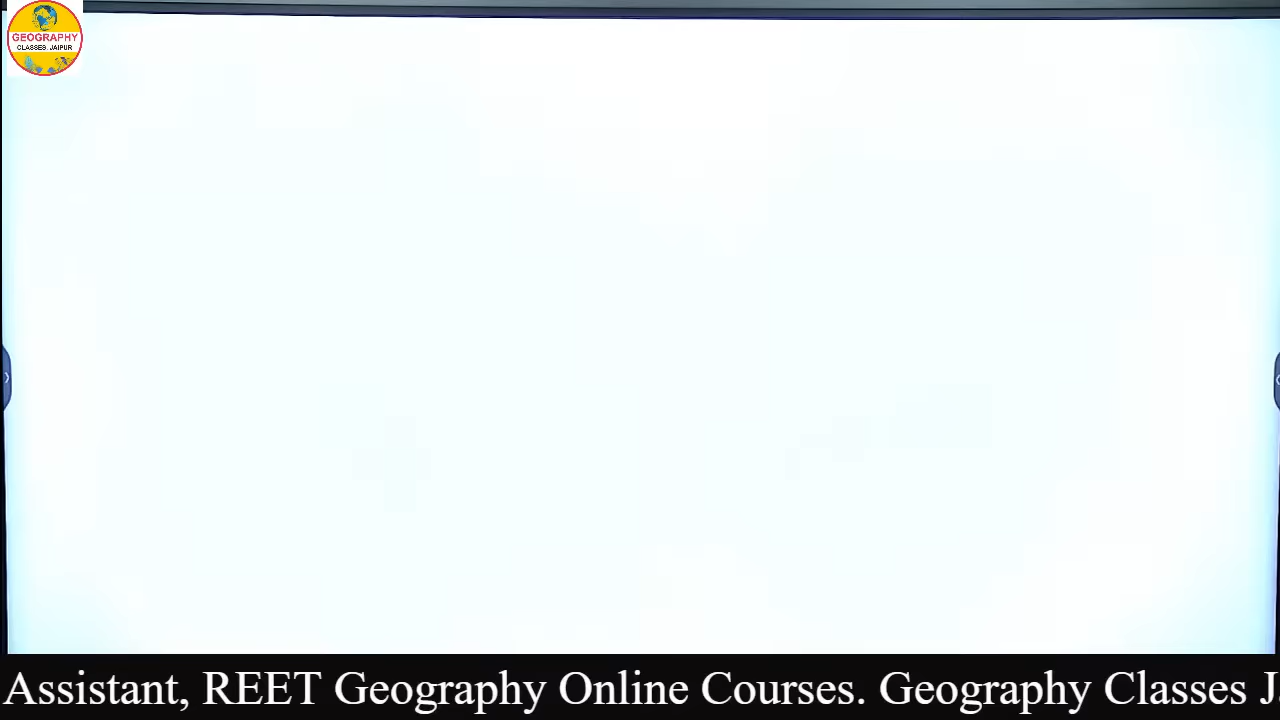 GEOGRAPHY
CLASSES, JAIPUR
Assistant, REET Geography Online Courses. Geography Classes J